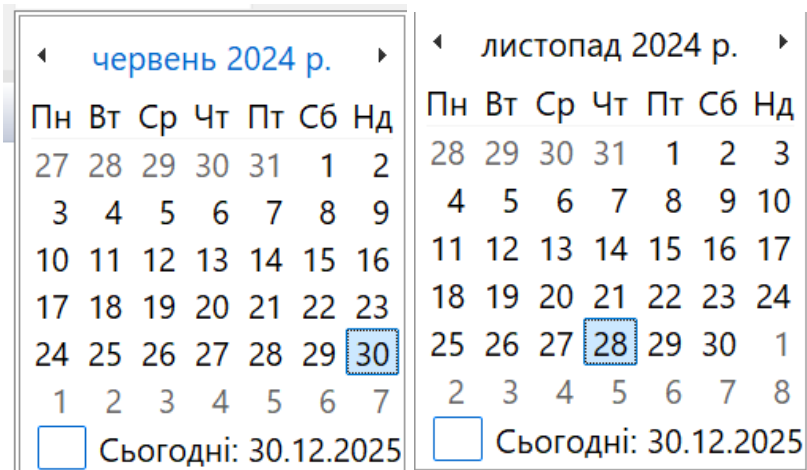 червень 2024 р.
Пн Вт Ср Чт Пт Сб Нд
27 28 29 30 31 1 2
3 4 5 6 7 8 9
10 11 12 13 14 15 16
17 18 19 20 21 22 23
24 25 26 27 28 29 30
1 2 3 4 5 6 7
Сьогодні: 30.12.2025
листопад 2024 р.
Пн Вт Ср Чт Пт Сб Нд
28 29 30 31 1 2 3
4 5 6 7 8 9 10
11 12 13 14 15 16 17
18 19 20 21 22 23 24
25 26 27 28 29 30 1
2 3 4 5 6 7 8
Сьогодні: 30.12.2025